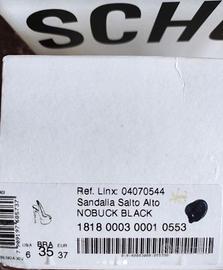 SCH
Ref. Linx: 04070544
Sandalia Salto Alto
NOBUCK BLACK
1818 0003 0001 0553
USA BRA EUR
6 35 37